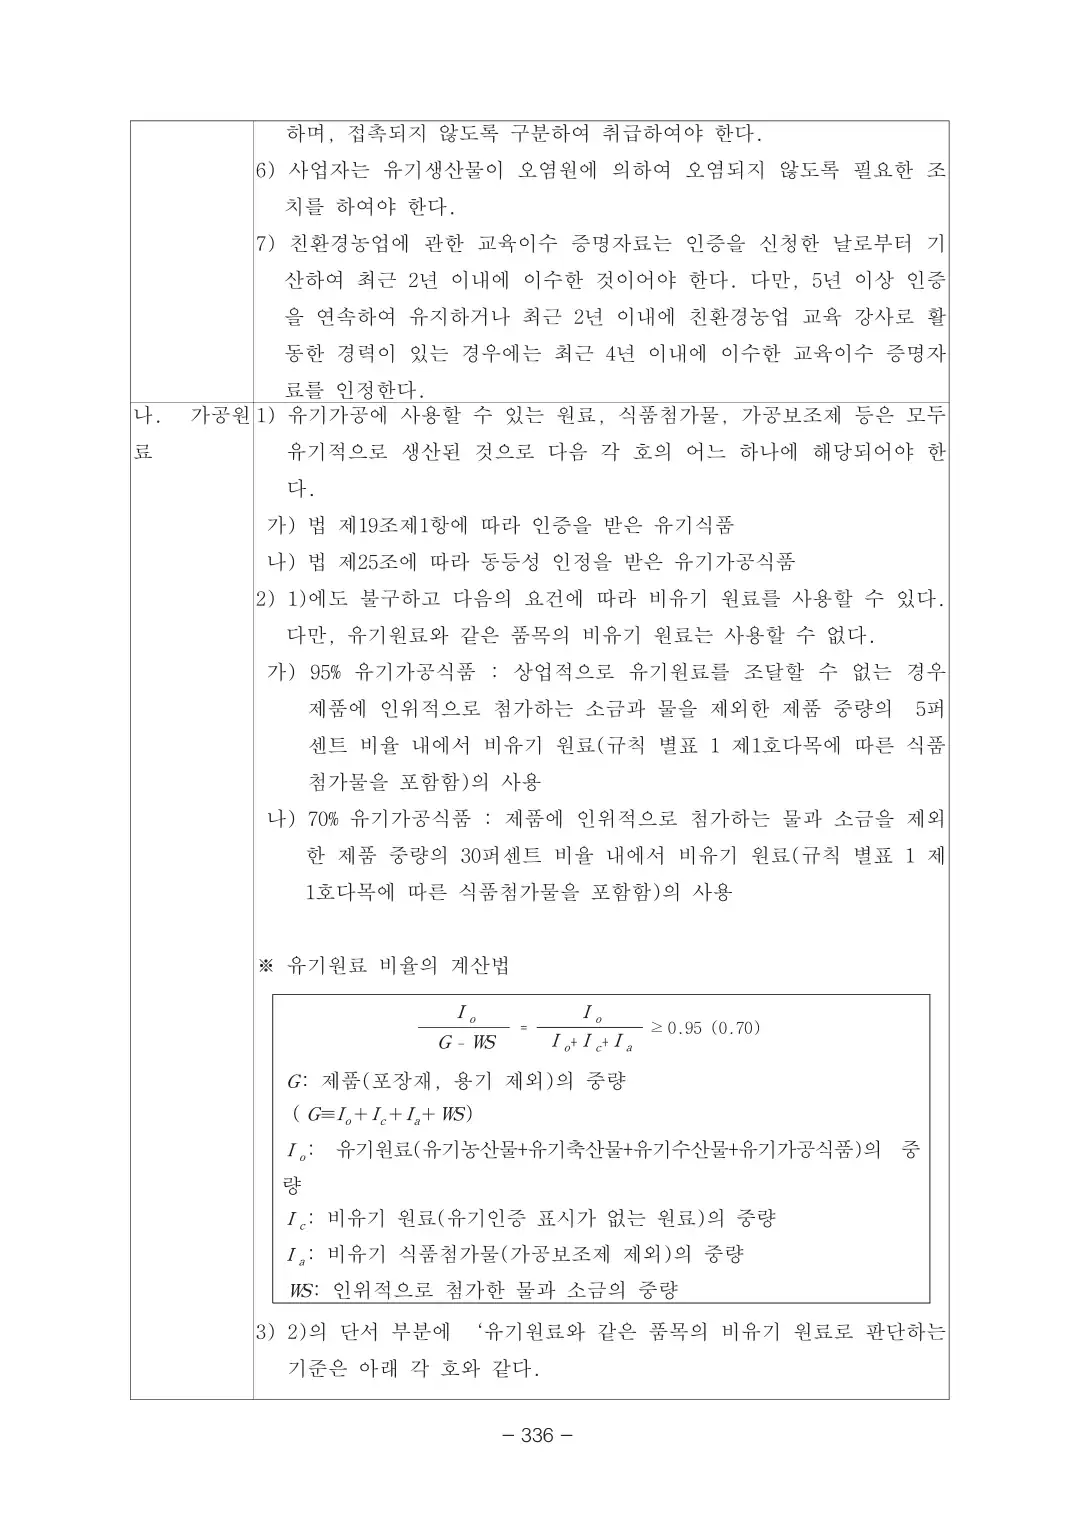 하며, 접촉되지 않도록 구분하여 취급하여야 한다.
6) 사업자는 유기생산물이 오염원에 의하여 오염되지 않도록 필요한 조
치를 하여야 한다.
7) 친환경농업에 관한 교육이수 증명자료는 인증을 신청한 날로부터 기
산하여 최근 2년 이내에 이수한 것이어야 한다. 다만, 5년 이상 인증
을 연속하여 유지하거나 최근 2년 이내에 친환경농업 교육 강사로 활
동한 경력이 있는 경우에는 최근 4년 이내에 이수한 교육이수 증명자
료를 인정한다.
나. 가공원
료
1) 유기가공에 사용할 수 있는 원료, 식품첨가물, 가공보조제 등은 모두
유기적으로 생산된 것으로 다음 각 호의 어느 하나에 해당되어야 한
다.
가) 법 제19조제1항에 따라 인증을 받은 유기식품
나) 법 제25조에 따라 동등성 인정을 받은 유기가공식품
2) 1)에도 불구하고 다음의 요건에 따라 비유기 원료를 사용할 수 있다.
다만, 유기원료와 같은 품목의 비유기 원료는 사용할 수 없다.
가) 95% 유기가공식품 : 상업적으로 유기원료를 조달할 수 없는 경우
제품에 인위적으로 첨가하는 소금과 물을 제외한 제품 중량의 5퍼
센트 비율 내에서 비유기 원료(규칙 별표 1 제1호다목에 따른 식품
첨가물을 포함함)의 사용
나) 70% 유기가공식품 : 제품에 인위적으로 첨가하는 물과 소금을 제외
한 제품 중량의 30퍼센트 비율 내에서 비유기 원료(규칙 별표 1 제
1호다목에 따른 식품첨가물을 포함함)의 사용
※ 유기원료 비율의 계산법
Io / (G - WS) = Io / (Io+Ic+Ia) ≥0.95 (0.70)
G: 제품(포장재, 용기 제외)의 중량
( G≡Io+Ic+Ia+WS)
Io: 유기원료(유기농산물+유기축산물+유기수산물+유기가공식품)의 중
량
Ic: 비유기 원료(유기인증 표시가 없는 원료)의 중량
Ia: 비유기 식품첨가물(가공보조제 제외)의 중량
WS: 인위적으로 첨가한 물과 소금의 중량
3) 2)의 단서 부분에 ‘유기원료와 같은 품목의 비유기 원료로 판단하는
기준은 아래 각 호와 같다.
- 336 -